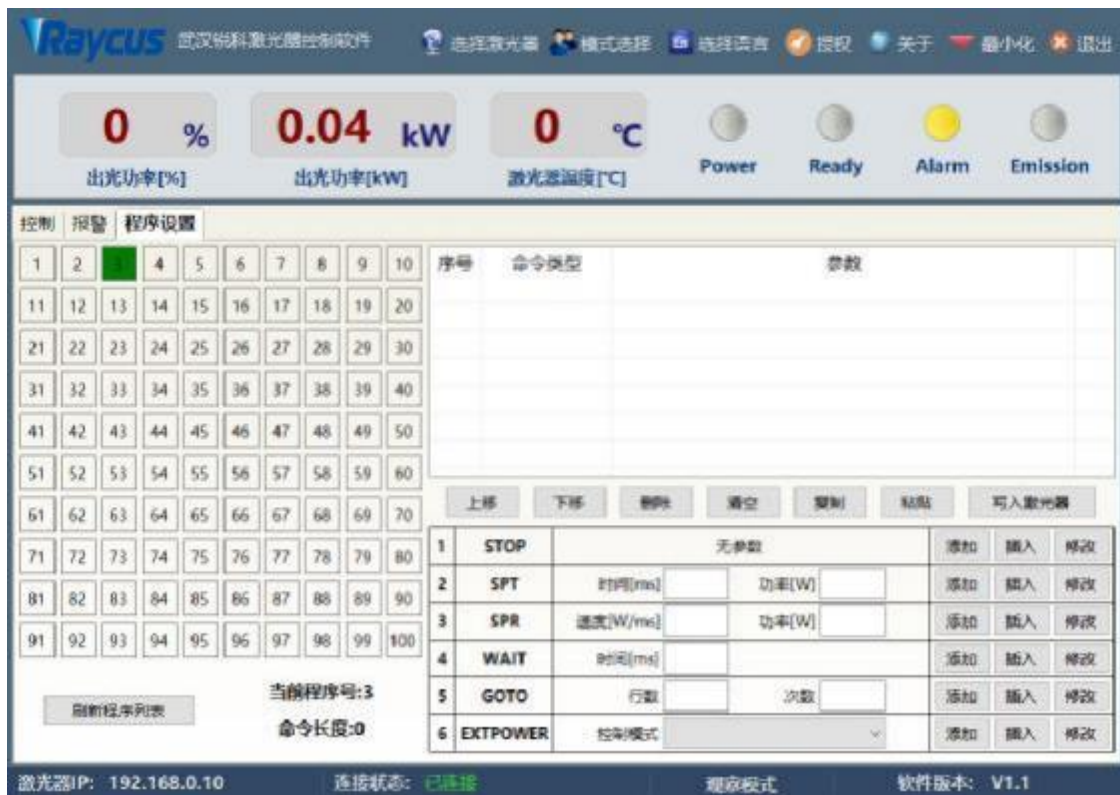 Raycus 武汉锐科激光器控制软件 选择激光器 模式选择 En 选择语言 授权 关于 最小化 退出
0 % 0.04 kW 0 ℃
出光功率[%] 出光功率[kW] 激光器温度[℃] Power Ready Alarm Emission
控制 报警 程序设置
1 2 3 4 5 6 7 8 9 10 序号 命令类型 参数
11 12 13 14 15 16 17 18 19 20
21 22 23 24 25 26 27 28 29 30
31 32 33 34 35 36 37 38 39 40
41 42 43 44 45 46 47 48 49 50
51 52 53 54 55 56 57 58 59 60
上移 下移 删除 清空 复制 粘贴 写入激光器
61 62 63 64 65 66 67 68 69 70
1 STOP 无参数 添加 插入 修改
71 72 73 74 75 76 77 78 79 80
2 SPT 时间[ms] 功率[W] 添加 插入 修改
81 82 83 84 85 86 87 88 89 90
3 SPR 速度[W/ms] 功率[W] 添加 插入 修改
91 92 93 94 95 96 97 98 99 100
4 WAIT 时间[ms] 添加 插入 修改
刷新程序列表 当前程序号:3
5 GOTO 行数 次数 添加 插入 修改
命令长度:0
6 EXTPOWER 控制模式 添加 插入 修改
激光器IP: 192.168.0.10 连接状态: 已连接 观察模式 软件版本: V1.1